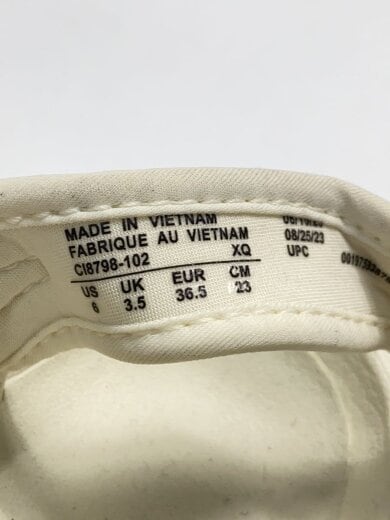 MADE IN VIETNAM
FABRIQUE AU VIETNAM
CI8798-102 XQ
US UK EUR CM
6 3.5 36.5 23
08/25/23
UPC